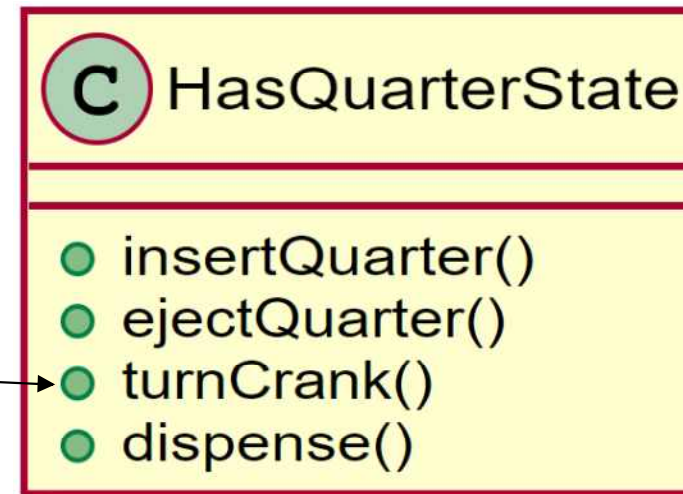 C HasQuarterState
insertQuarter()
ejectQuarter()
turnCrank()
dispense()